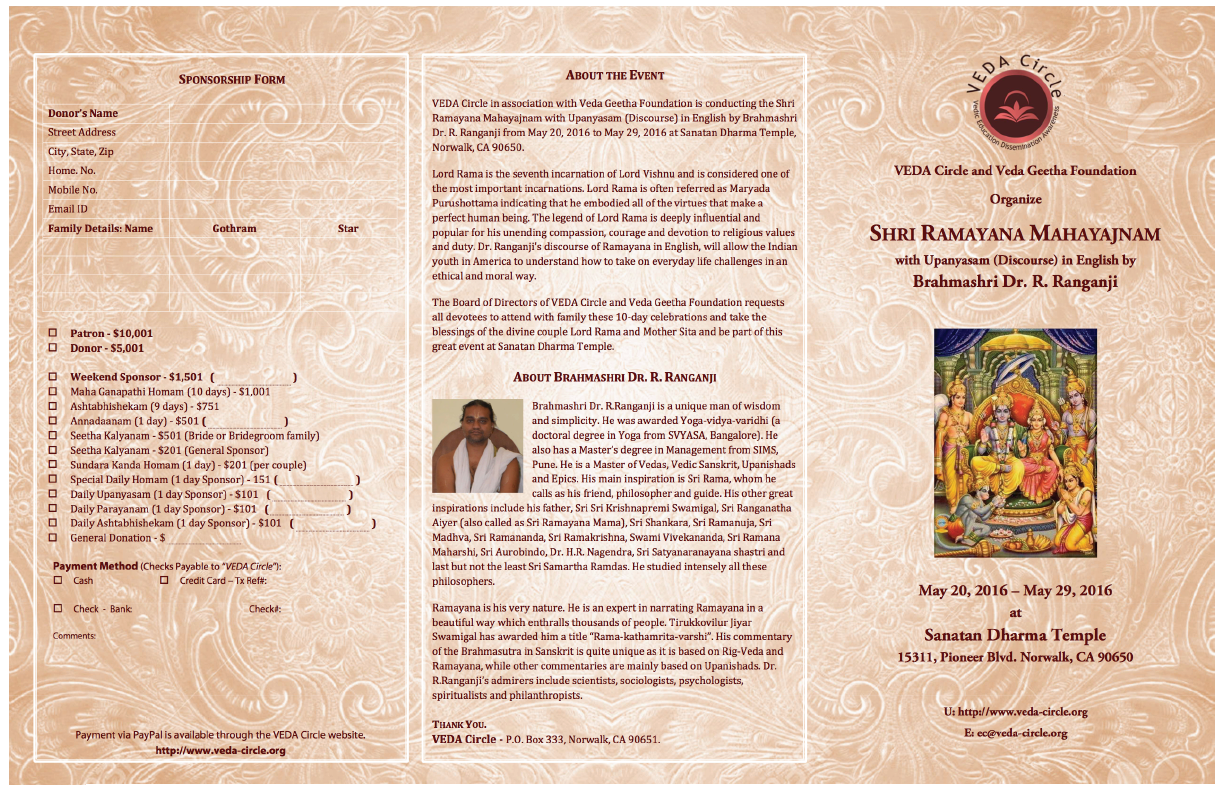 SPONSORSHIP FORM
Donor's Name
Street Address
City, State, Zip
Home. No.
Mobile No.
Email ID
Family Details: Name Gothram Star
Patron - $10,001
Donor - $5,001
Weekend Sponsor - $1,501 ( )
Maha Ganapathi Homam (10 days) - $1,001
Ashtabhishekam (9 days) - $751
Annadaanam (1 day) - $501 ( )
Seetha Kalyanam - $501 (Bride or Bridegroom family)
Seetha Kalyanam - $201 (General Sponsor)
Sundara Kanda Homam (1 day) - $201 (per couple)
Special Daily Homam (1 day Sponsor) - 151 ( )
Daily Upanyasam (1 day Sponsor) - $101 ( )
Daily Parayanam (1 day Sponsor) - $101 ( )
Daily Ashtabhishekam (1 day Sponsor) - $101 ( )
General Donation - $
Payment Method (Checks Payable to "VEDA Circle"):
Cash Credit Card – Tx Ref#:
Check - Bank: Check#:
Comments:
Payment via PayPal is available through the VEDA Circle website.
http://www.veda-circle.org
ABOUT THE EVENT
VEDA Circle in association with Veda Geetha Foundation is conducting the Shri
Ramayana Mahayajnam with Upanyasam (Discourse) in English by Brahmashri
Dr. R. Ranganji from May 20, 2016 to May 29, 2016 at Sanatan Dharma Temple,
Norwalk, CA 90650.
Lord Rama is the seventh incarnation of Lord Vishnu and is considered one of
the most important incarnations. Lord Rama is often referred as Maryada
Purushottama indicating that he embodied all of the virtues that make a
perfect human being. The legend of Lord Rama is deeply influential and
popular for his unending compassion, courage and devotion to religious values
and duty. Dr. Ranganji's discourse of Ramayana in English, will allow the Indian
youth in America to understand how to take on everyday life challenges in an
ethical and moral way.
The Board of Directors of VEDA Circle and Veda Geetha Foundation requests
all devotees to attend with family these 10-day celebrations and take the
blessings of the divine couple Lord Rama and Mother Sita and be part of this
great event at Sanatan Dharma Temple.
ABOUT BRAHMASHRI DR. R. RANGANJI
Brahmashri Dr. R.Ranganji is a unique man of wisdom
and simplicity. He was awarded Yoga-vidya-varidhi (a
doctoral degree in Yoga from SVYASA, Bangalore). He
also has a Master's degree in Management from SIMS,
Pune. He is a Master of Vedas, Vedic Sanskrit, Upanishads
and Epics. His main inspiration is Sri Rama, whom he
calls as his friend, philosopher and guide. His other great
inspirations include his father, Sri Sri Krishnapremi Swamigal, Sri Ranganatha
Aiyer (also called as Sri Ramayana Mama), Sri Shankara, Sri Ramanuja, Sri
Madhva, Sri Ramananda, Sri Ramakrishna, Swami Vivekananda, Sri Ramana
Maharshi, Sri Aurobindo, Dr. H.R. Nagendra, Sri Satyanaranayana shastri and
last but not the least Sri Samartha Ramdas. He studied intensely all these
philosophers.
Ramayana is his very nature. He is an expert in narrating Ramayana in a
beautiful way which enthralls thousands of people. Tirukkovilur Jiyar
Swamigal has awarded him a title "Rama-kathamrita-varshi". His commentary
of the Brahmasutra in Sanskrit is quite unique as it is based on Rig-Veda and
Ramayana, while other commentaries are mainly based on Upanishads. Dr.
R.Ranganji's admirers include scientists, sociologists, psychologists,
spiritualists and philanthropists.
THANK YOU.
VEDA Circle - P.O. Box 333, Norwalk, CA 90651.
VEDA Circle
Vedic Education Dissemination Awareness
VEDA Circle and Veda Geetha Foundation
Organize
SHRI RAMAYANA MAHAYAJNAM
with Upanyasam (Discourse) in English by
Brahmashri Dr. R. Ranganji
May 20, 2016 – May 29, 2016
at
Sanatan Dharma Temple
15311, Pioneer Blvd. Norwalk, CA 90650
U: http://www.veda-circle.org
E: ec@veda-circle.org